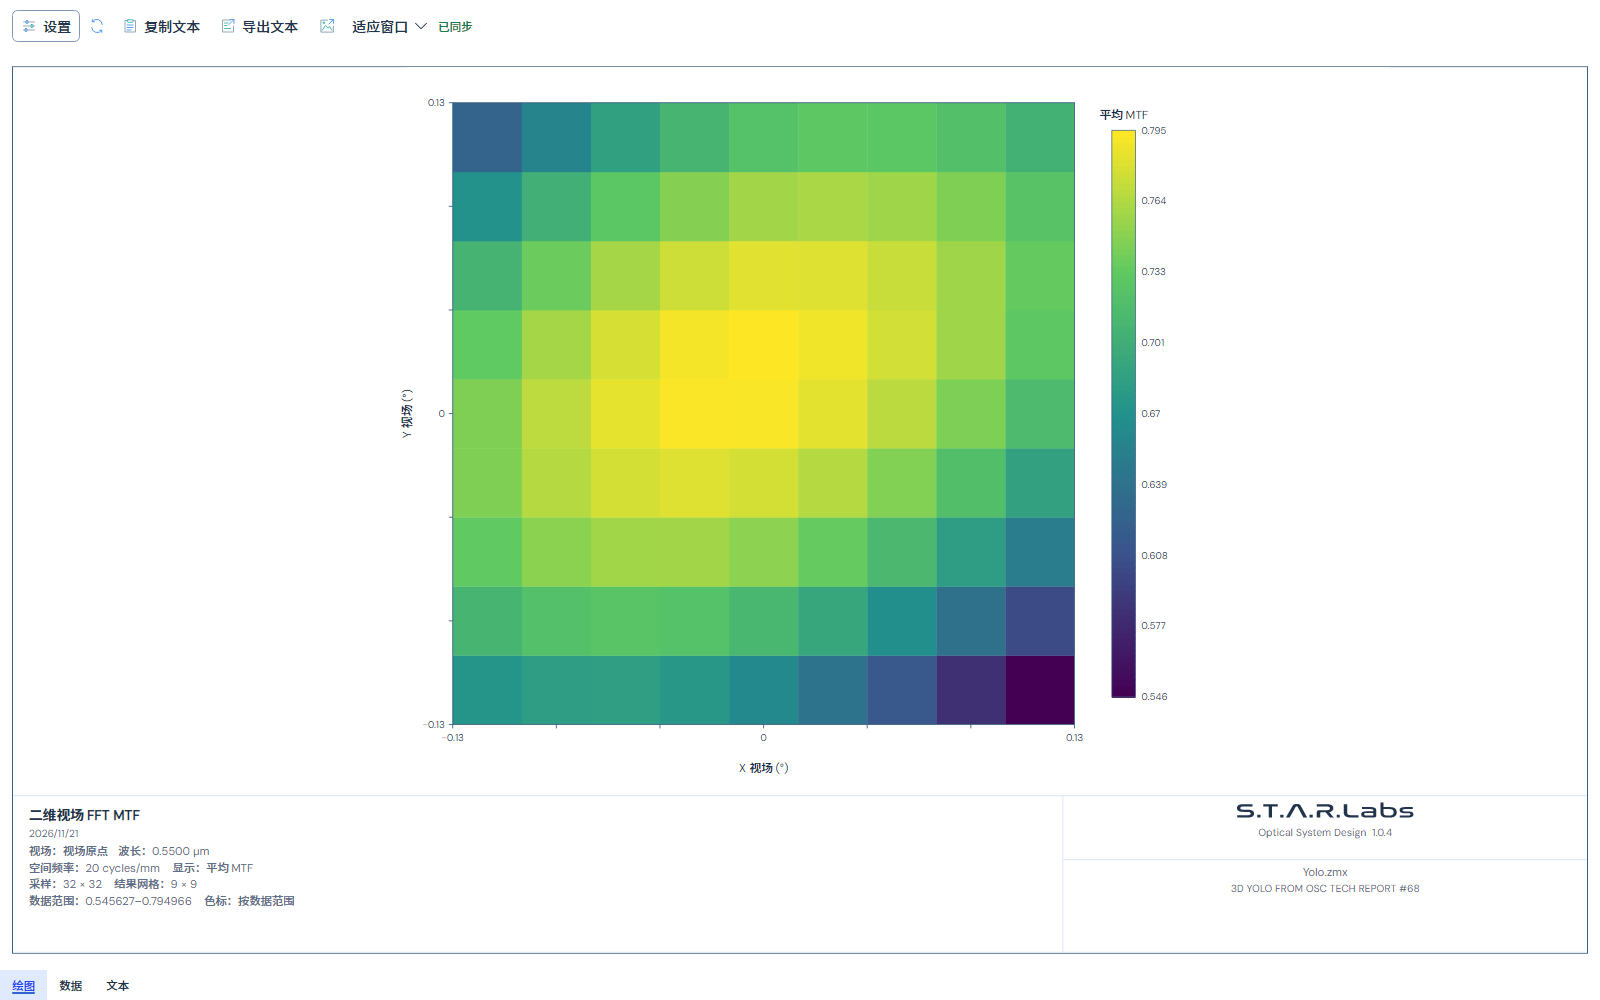 设置 复制文本 导出文本 适应窗口 已同步
平均 MTF
0.795
0.764
0.733
0.701
0.67
0.639
0.608
0.577
0.546
0.13
0
−0.13
Y 视场 (°)
−0.13 0 0.13
X 视场 (°)
二维视场 FFT MTF
2026/11/21
视场：视场原点 波长：0.5500 μm
空间频率：20 cycles/mm 显示：平均 MTF
采样：32 × 32 结果网格：9 × 9
数据范围：0.545627–0.794966 色标：按数据范围
S.T.A.R.Labs
Optical System Design 1.0.4
Yolo.zmx
3D YOLO FROM OSC TECH REPORT #68
绘图 数据 文本